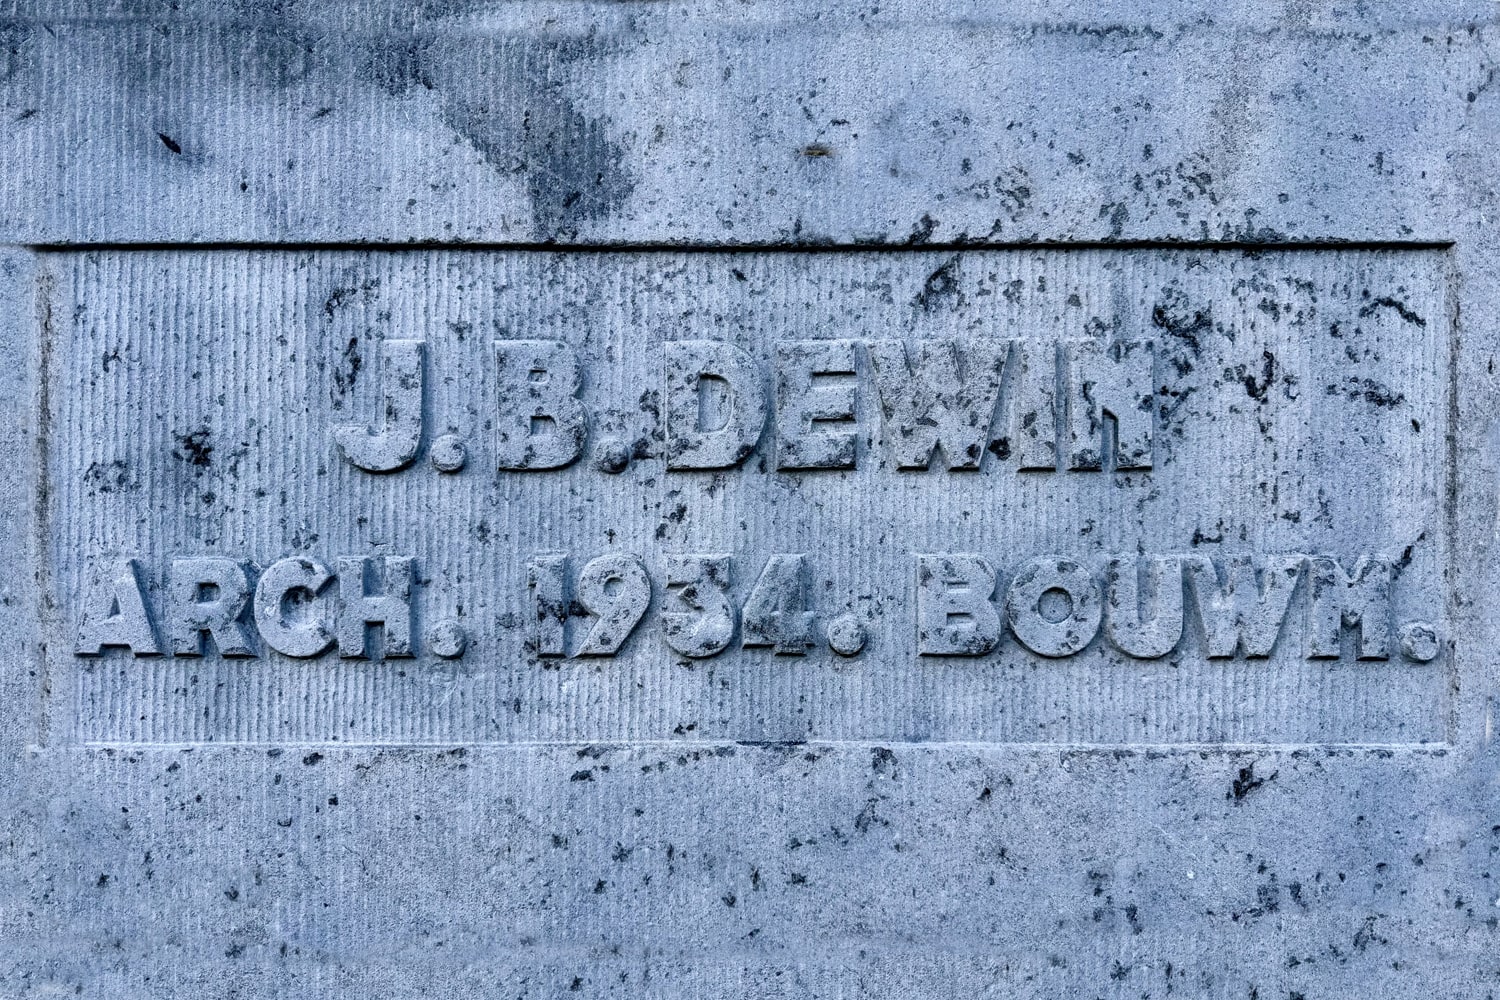 J.B. DEWIN
ARCH. 1934. BOUWM.